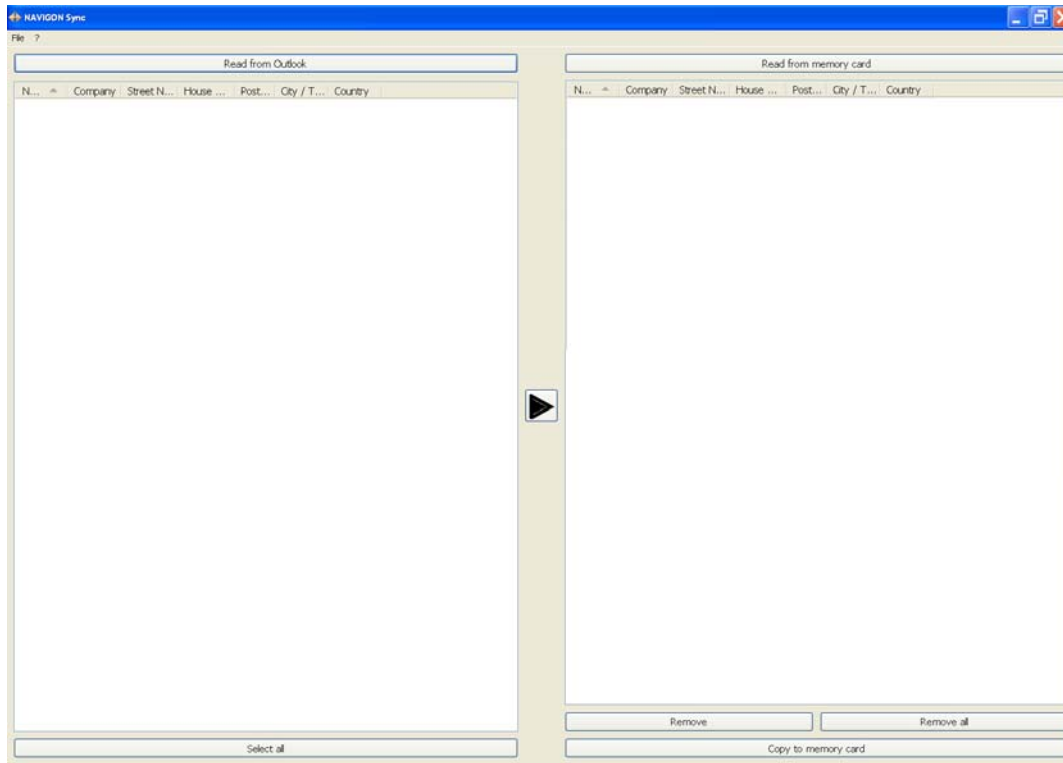 NAVIGON Sync
File ?
Read from Outlook
N... Company Street N... House ... Post... City / T... Country
Select all
Read from memory card
N... Company Street N... House ... Post... City / T... Country
Remove Remove all
Copy to memory card